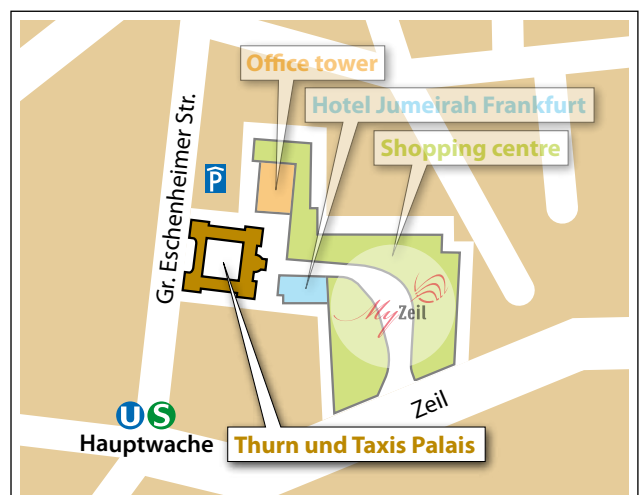 Office tower
Hotel Jumeirah Frankfurt
Shopping centre
Gr. Eschenheimer Str.
P
MyZeil
Zeil
U S
Hauptwache
Thurn und Taxis Palais